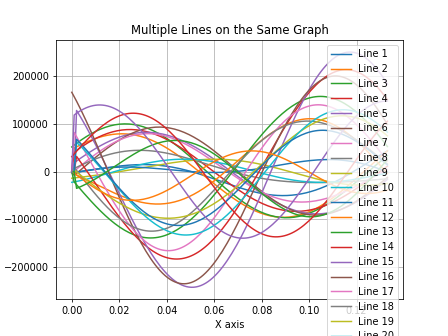 Multiple Lines on the Same Graph
200000
100000
0
−100000
−200000
0.00
0.02
0.04
0.06
0.08
0.10
X axis
Line 1
Line 2
Line 3
Line 4
Line 5
Line 6
Line 7
Line 8
Line 9
Line 10
Line 11
Line 12
Line 13
Line 14
Line 15
Line 16
Line 17
Line 18
Line 19
Line 20